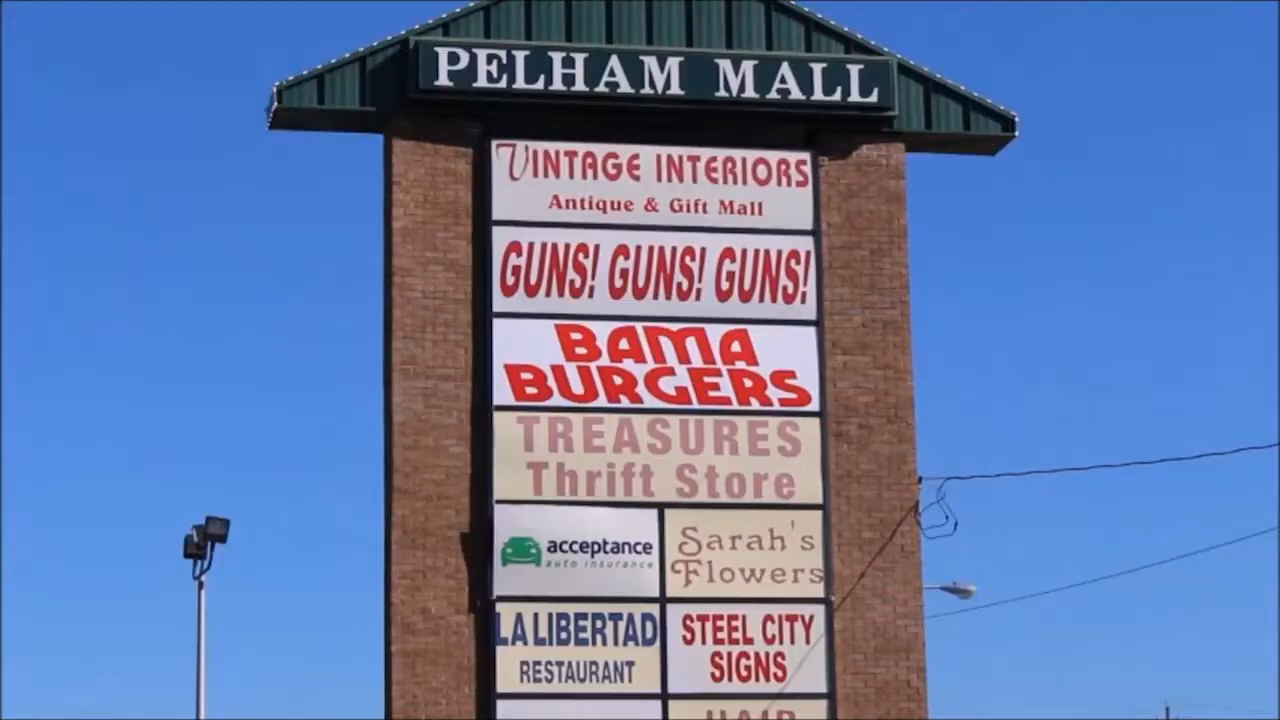 PELHAM MALL
VINTAGE INTERIORS
Antique & Gift Mall
GUNS! GUNS! GUNS!
BAMA
BURGERS
TREASURES
Thrift Store
acceptance
auto insurance
Sarah's
Flowers
LA LIBERTAD
RESTAURANT
STEEL CITY
SIGNS
HAIR